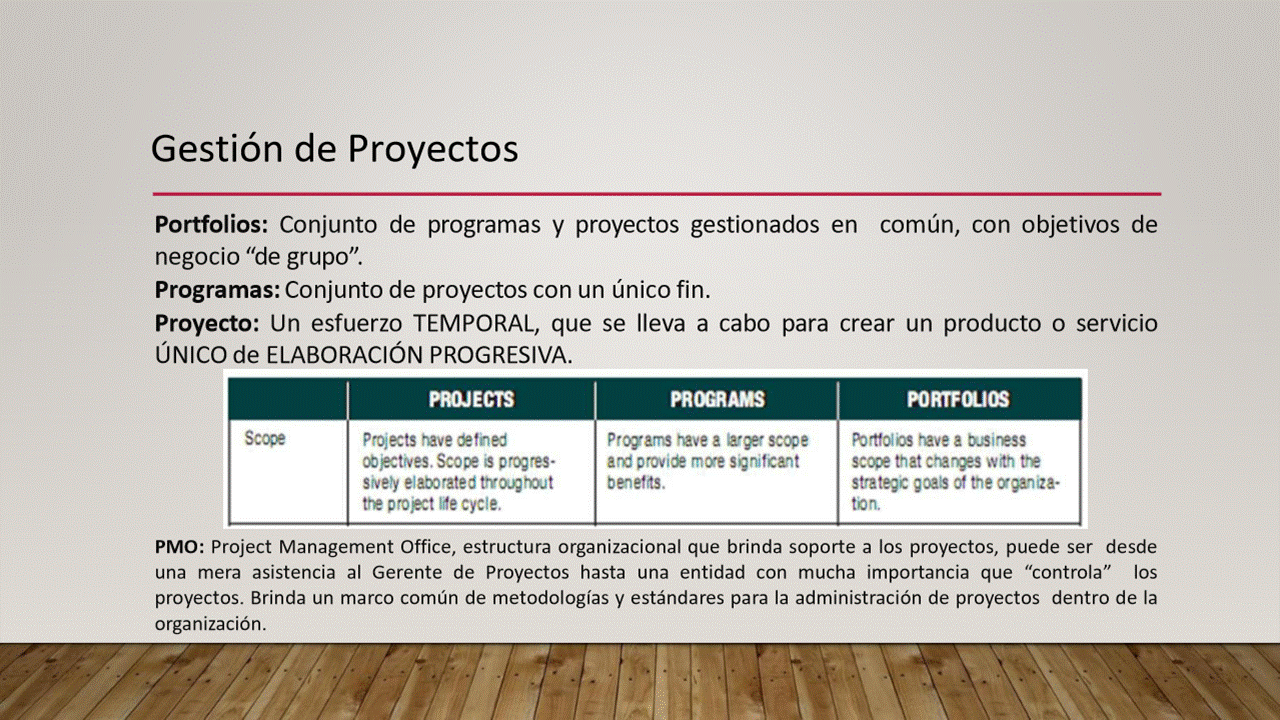 Gestión de Proyectos
Portfolios: Conjunto de programas y proyectos gestionados en común, con objetivos de
negocio “de grupo”.
Programas: Conjunto de proyectos con un único fin.
Proyecto: Un esfuerzo TEMPORAL, que se lleva a cabo para crear un producto o servicio
ÚNICO de ELABORACIÓN PROGRESIVA.
PROJECTS PROGRAMS PORTFOLIOS
Scope
Projects have defined
objectives. Scope is progres-
sively elaborated throughout
the project life cycle.
Programs have a larger scope
and provide more significant
benefits.
Portfolios have a business
scope that changes with the
strategic goals of the organiza-
tion.
PMO: Project Management Office, estructura organizacional que brinda soporte a los proyectos, puede ser desde
una mera asistencia al Gerente de Proyectos hasta una entidad con mucha importancia que “controla” los
proyectos. Brinda un marco común de metodologías y estándares para la administración de proyectos dentro de la
organización.